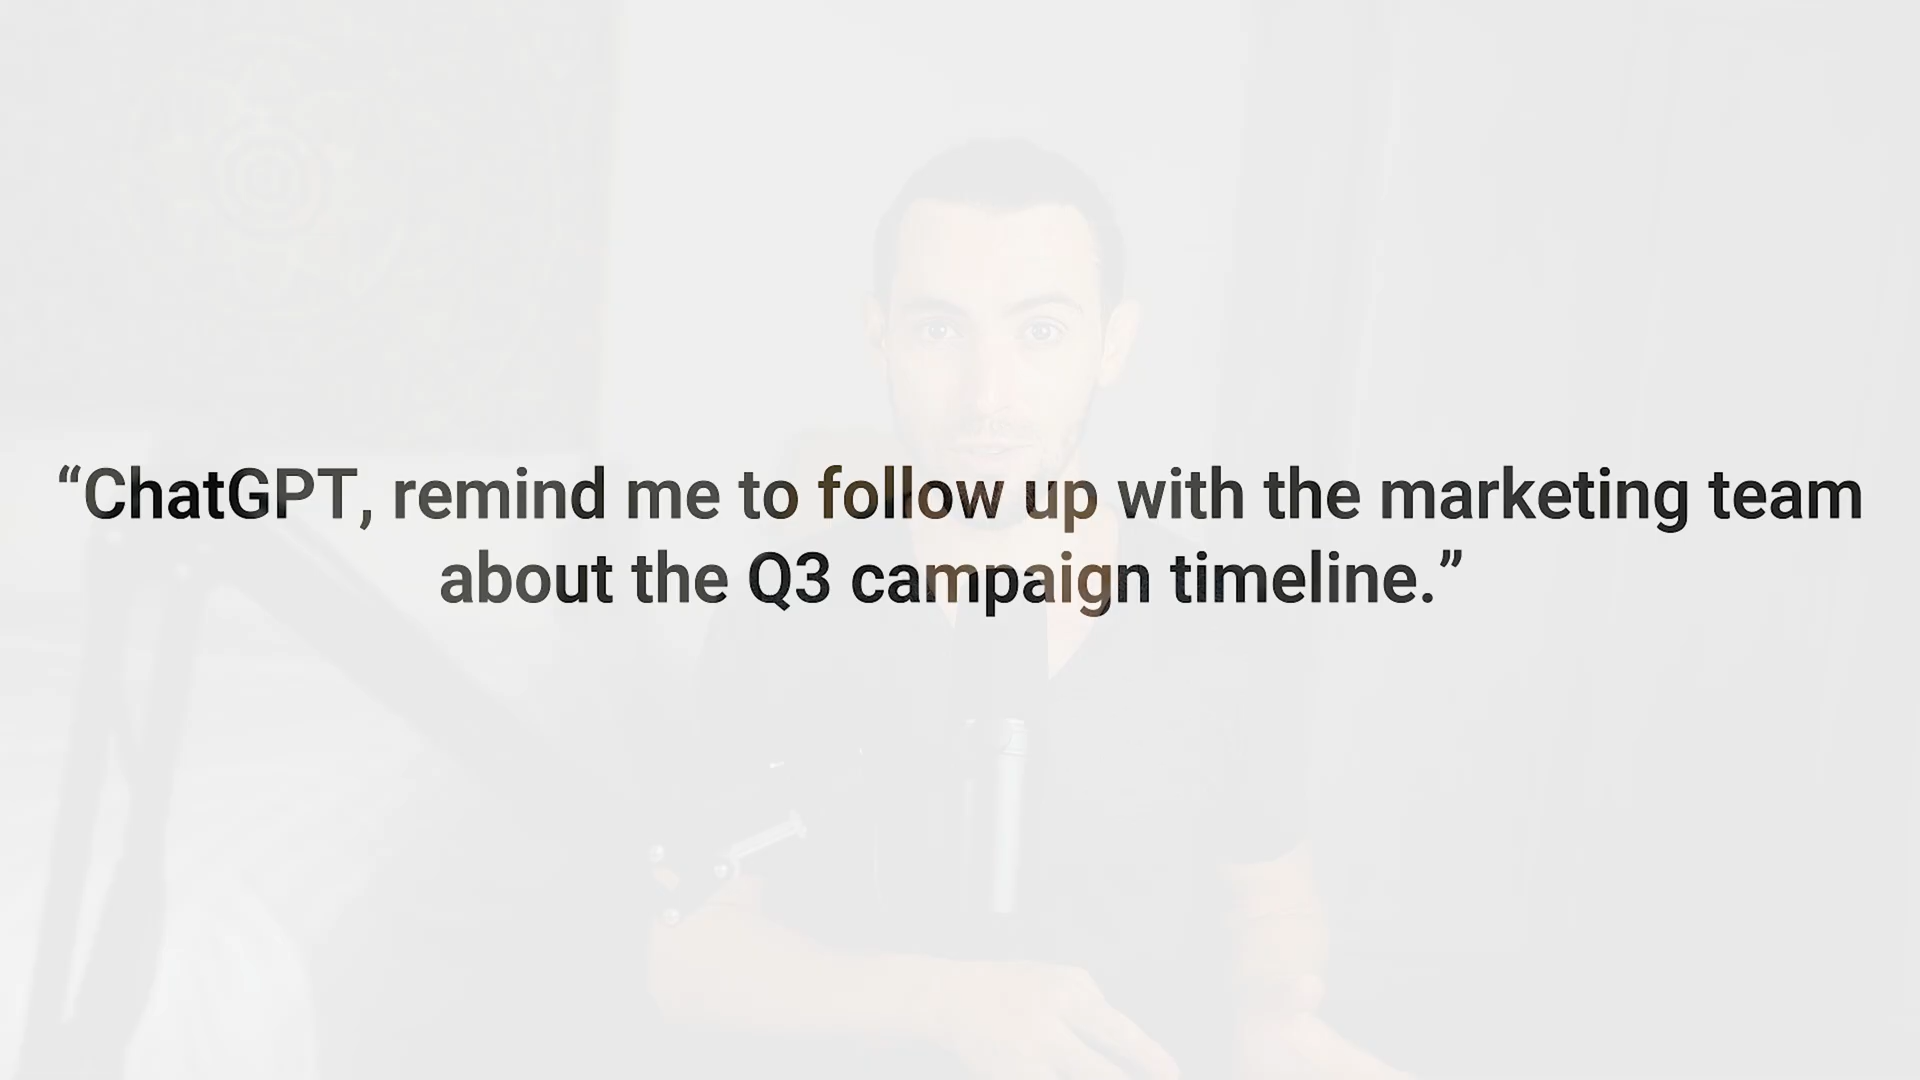 “ChatGPT, remind me to follow up with the marketing team
about the Q3 campaign timeline.”